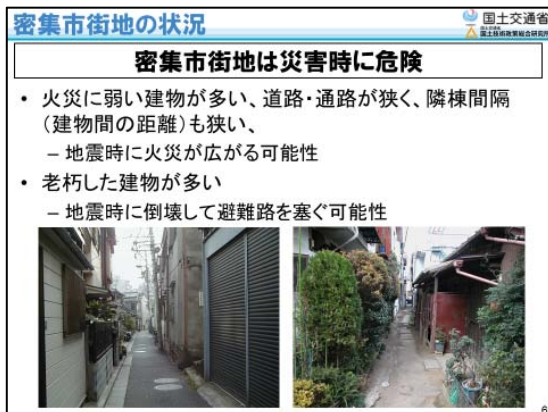 密集市街地の状況
国土交通省
国土技術政策総合研究所
密集市街地は災害時に危険
• 火災に弱い建物が多い、道路・通路が狭く、隣棟間隔
（建物間の距離）も狭い、
– 地震時に火災が広がる可能性
• 老朽した建物が多い
– 地震時に倒壊して避難路を塞ぐ可能性
6